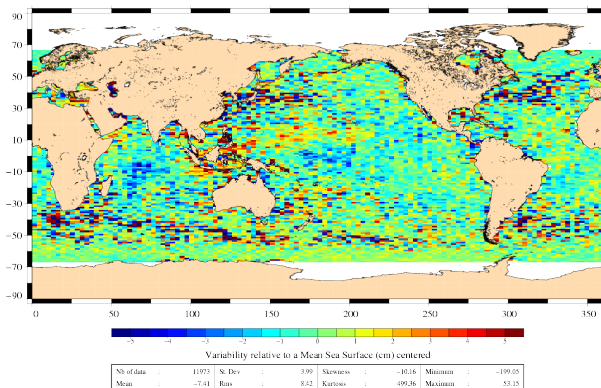 90
70
50
30
10
−10
−30
−50
−70
−90
0 50 100 150 200 250 300 350
−5 −4 −3 −2 −1 0 1 2 3 4 5
Variability relative to a Mean Sea Surface (cm) centered
Nb of data : 11973 St. Dev : 3.99 Skewness : −10.16 Minimum : −199.05
Mean : −7.41 Rms : 8.42 Kurtosis : 499.36 Maximum : 53.15